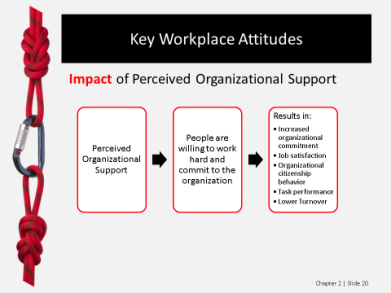 Key Workplace Attitudes
Impact of Perceived Organizational Support
Perceived
Organizational
Support
People are
willing to work
hard and
commit to the
organization
Results in:
• Increased
organizational
commitment
• Job satisfaction
• Organizational
citizenship
behavior
• Task performance
• Lower Turnover
Chapter 2 | Slide 20